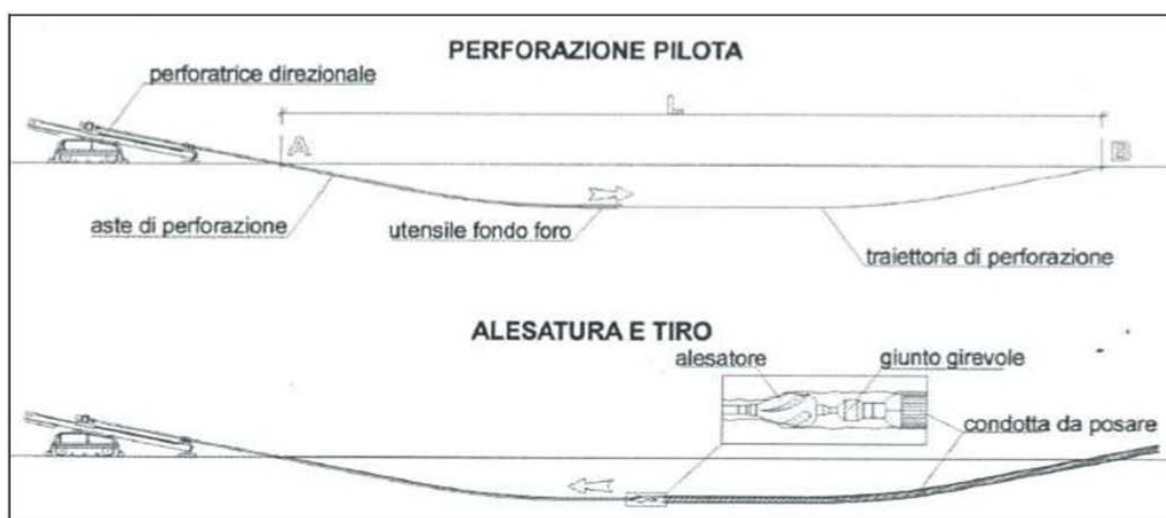 PERFORAZIONE PILOTA
perforatrice direzionale
L
A
B
aste di perforazione
utensile fondo foro
traiettoria di perforazione
ALESATURA E TIRO
alesatore
giunto girevole
condotta da posare